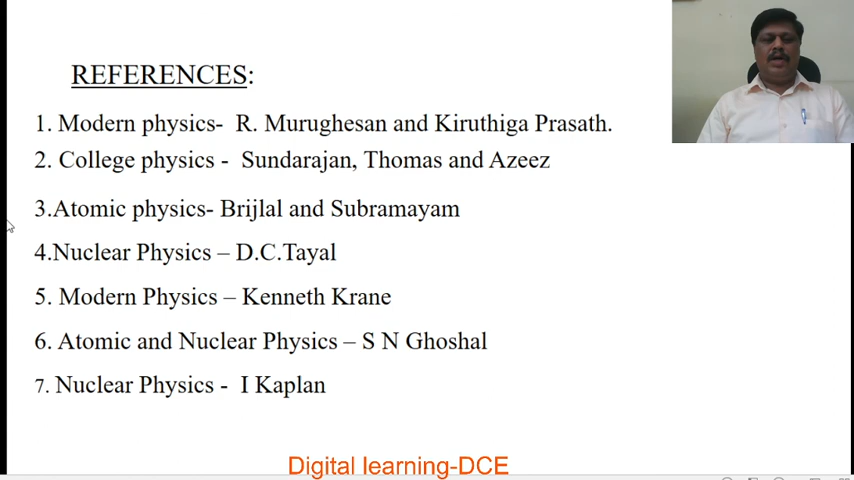 REFERENCES:
1. Modern physics- R. Murughesan and Kiruthiga Prasath.
2. College physics - Sundarajan, Thomas and Azeez
3.Atomic physics- Brijlal and Subramayam
4.Nuclear Physics – D.C.Tayal
5. Modern Physics – Kenneth Krane
6. Atomic and Nuclear Physics – S N Ghoshal
7. Nuclear Physics - I Kaplan
Digital learning-DCE